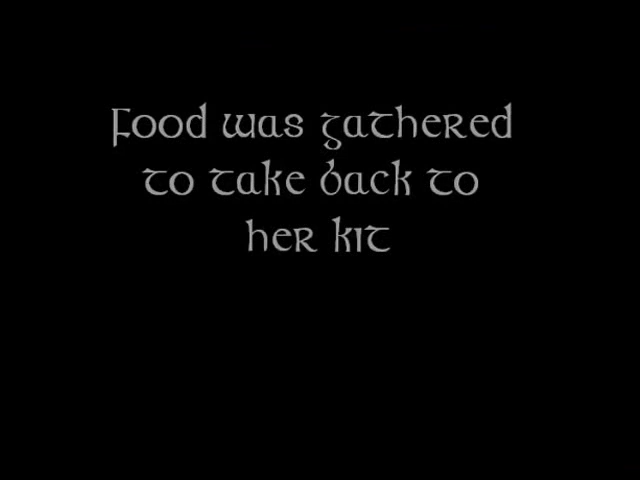 Food was gathered
to take back to
her kit